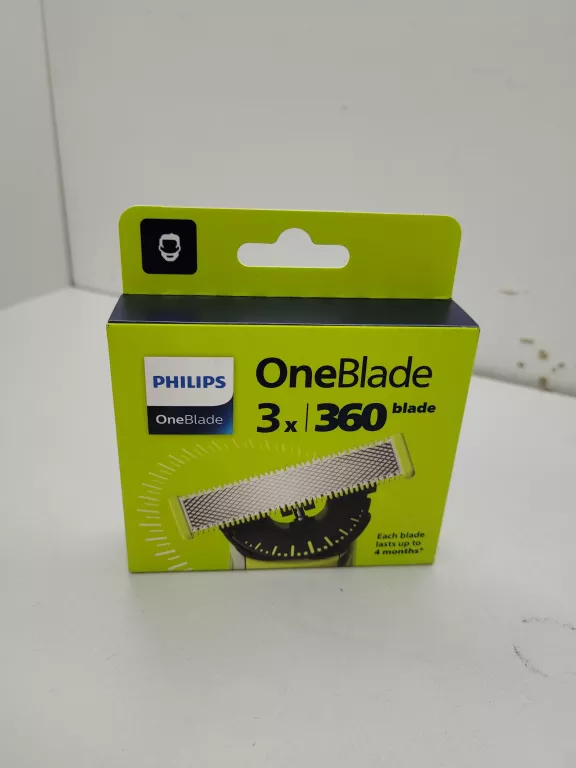 PHILIPS
OneBlade
OneBlade
3x | 360 blade
Each blade
lasts up to
4 months*